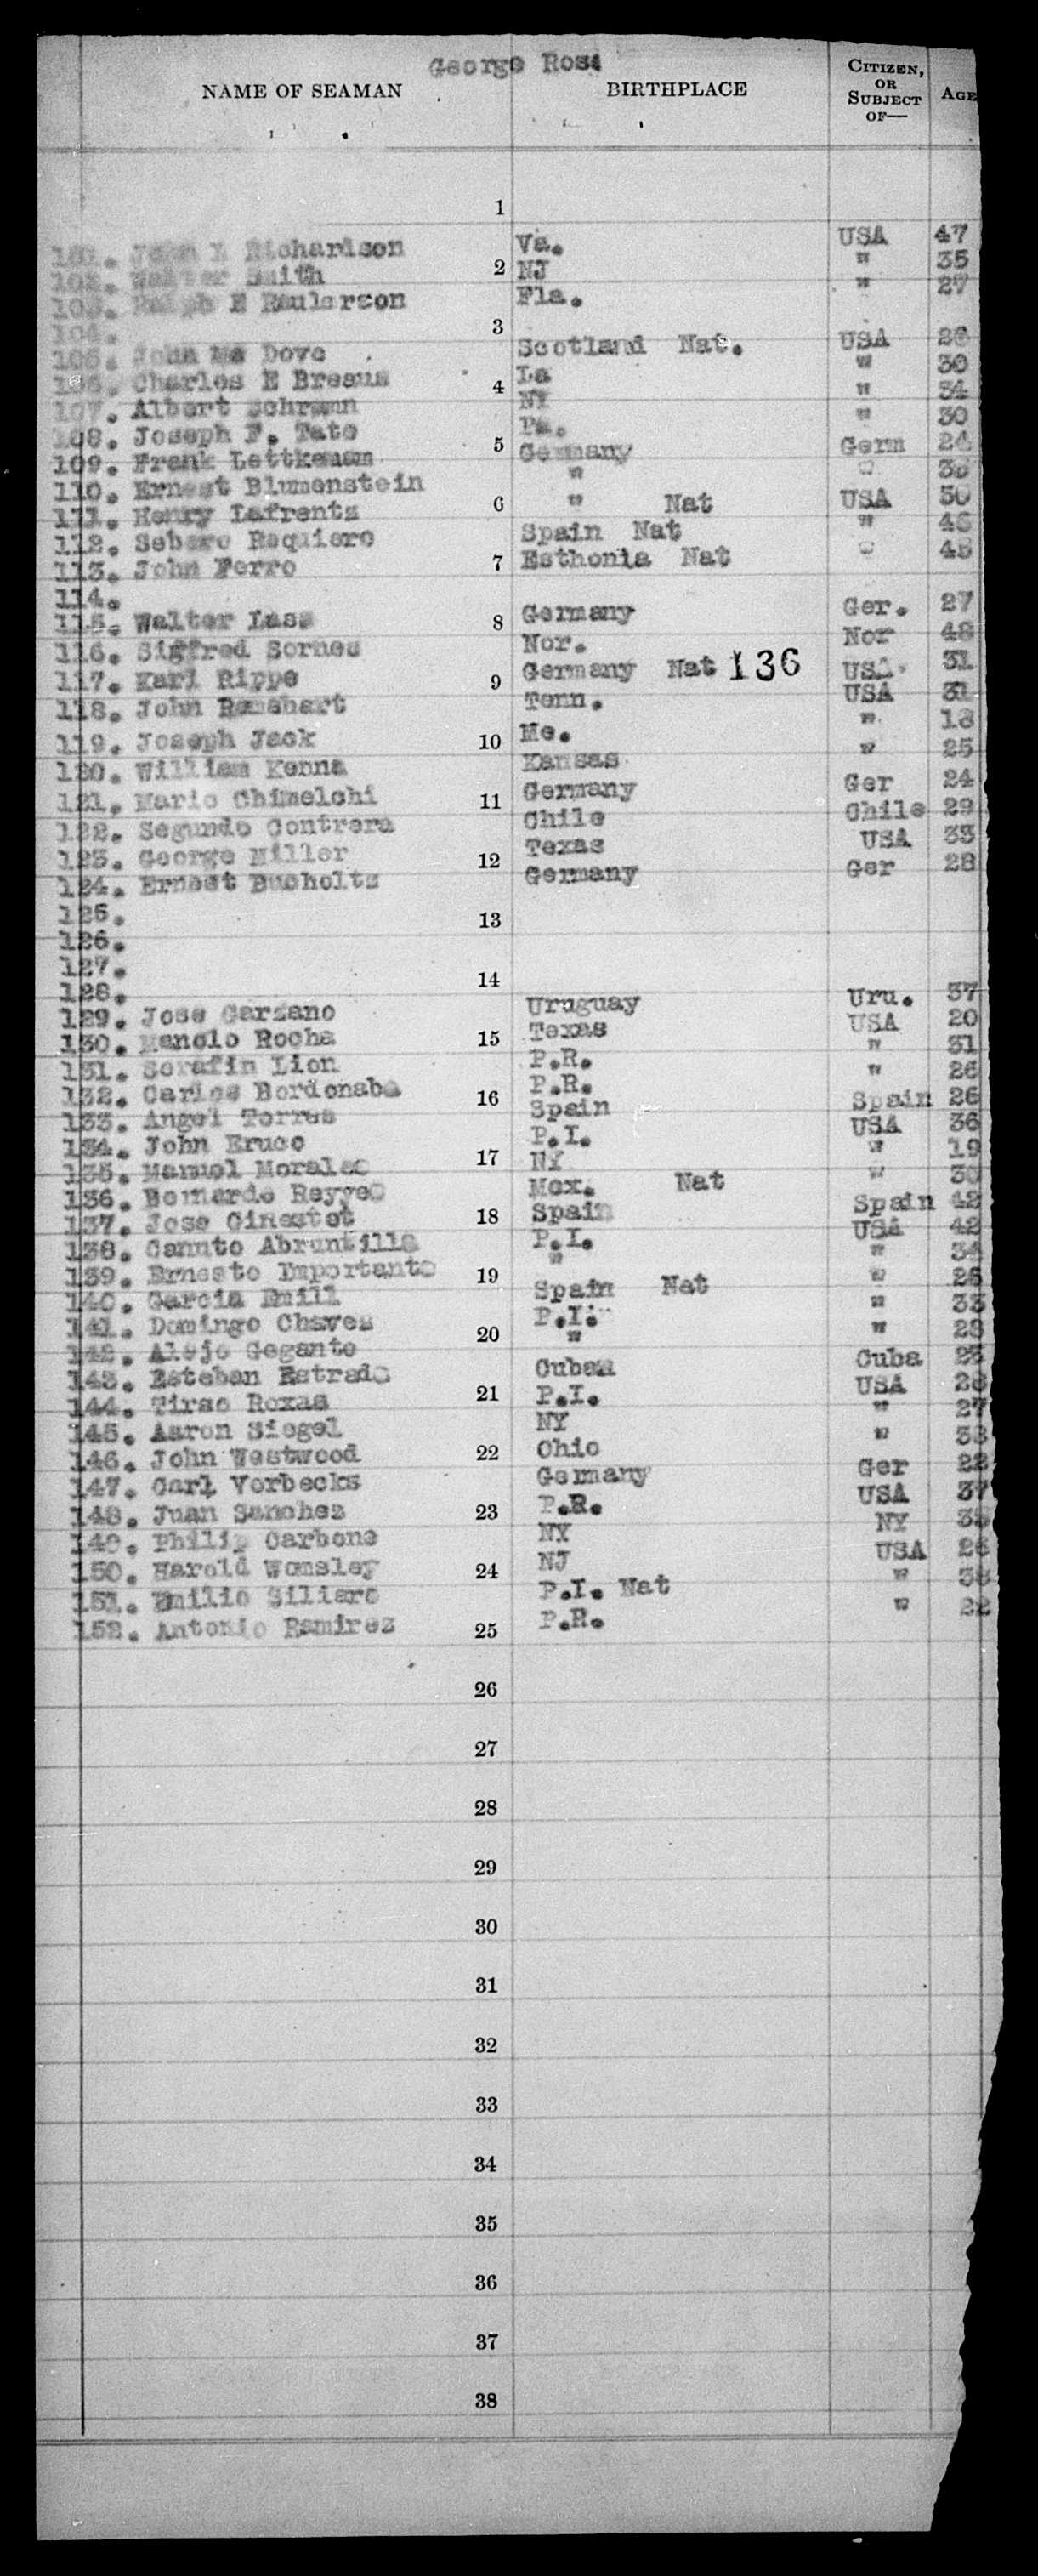 George Ross
NAME OF SEAMAN BIRTHPLACE CITIZEN, OR SUBJECT OF— AGE
1
101. John Richardson Va. USA 47
102. Walter Smith 2 NJ " 35
103. Ralph E Raulerson Fla. " 27
104. 3
105. John Mc Dove Scotland Nat. USA 26
106. Charles E Breaux 4 La " 30
107. Albert Schramm NY " 34
108. Joseph F. Tate Pa. " 30
109. Frank Lettkemann 5 Germany Germ 24
110. Ernest Blumenstein " "
111. Henry Lafrentz 6 " Nat USA 50
112. Sebero Requiero Spain Nat "
113. John Ferro 7 Esthonia Nat "
114.
115. Walter Lass 8 Germany Ger. 27
116. Sigfred Sornes Nor. Nor 48
117. Karl Rippe 9 Germany Nat 136 USA 31
118. John Tenn. USA 31
119. Joseph Jack 10 Me. " 18
120. William Kenna Kansas " 25
121. Mario Chimelchi 11 Germany Ger 24
122. Segundo Contrera Chile Chile 29
123. George Miller 12 Texas USA 33
124. Ernest Bucholtz Germany Ger 28
125. 13
126.
127.
128. 14
129. Jose Garzano Uruguay Uru. 37
130. Manolo Rocha 15 Texas USA 20
131. Serafin Lion P.R. " 31
132. Carlos Bordonaba 16 P.R. " 26
133. Angel Torres Spain Spain 26
134. John Eruco P.I. USA 36
135. Manuel Morales 17 NY " 19
136. Bernardo Reyyes Mex. Nat " 30
137. Jose Ginestet 18 Spain Spain 42
138. Canuto Abruntilla P.I. USA 42
139. Ernesto Importante 19 " " 34
140. Garcia Emill Spain Nat " 25
141. Domingo Chaves P.I. " 33
142. Alejo Gegante 20 " " 28
143. Esteban Estrada Cuban Cuba
144. Tirao Roxas 21 P.I. USA
145. Aaron Siegel NY " 27
146. John Westwood 22 Ohio " 38
147. Carl Vorbecks Germany Ger 22
148. Juan Sanchez 23 P.R. USA 37
149. Philip Carbone NY NY
150. Harold Womsley 24 NJ USA 26
151. Emilio Siliaro P.I. Nat "
152. Antonio Ramirez 25 P.R. " 22
26
27
28
29
30
31
32
33
34
35
36
37
38